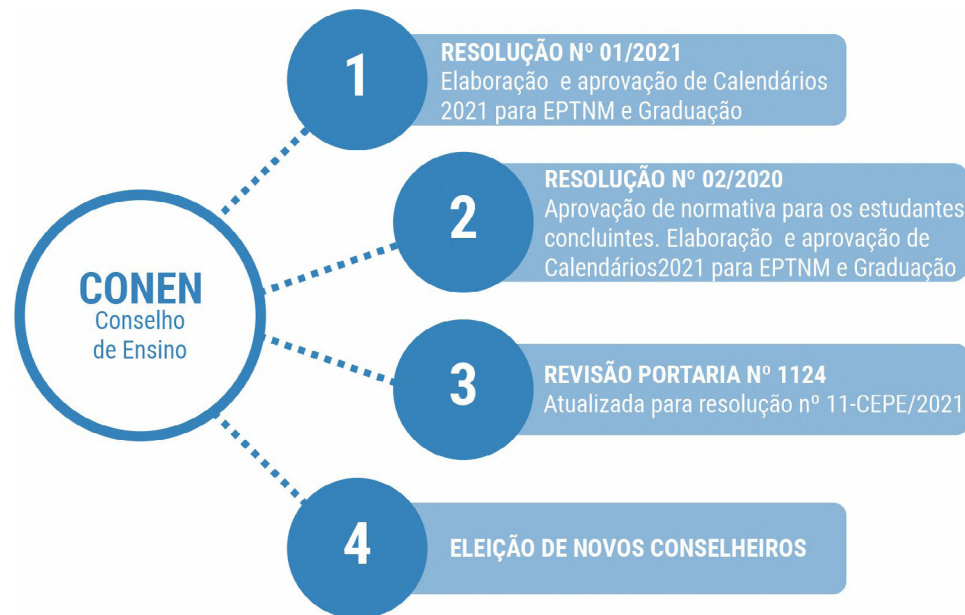 CONEN
Conselho
de Ensino
1
RESOLUÇÃO Nº 01/2021
Elaboração e aprovação de Calendários
2021 para EPTNM e Graduação
2
RESOLUÇÃO Nº 02/2020
Aprovação de normativa para os estudantes
concluintes. Elaboração e aprovação de
Calendários2021 para EPTNM e Graduação
3
REVISÃO PORTARIA Nº 1124
Atualizada para resolução nº 11-CEPE/2021
4
ELEIÇÃO DE NOVOS CONSELHEIROS